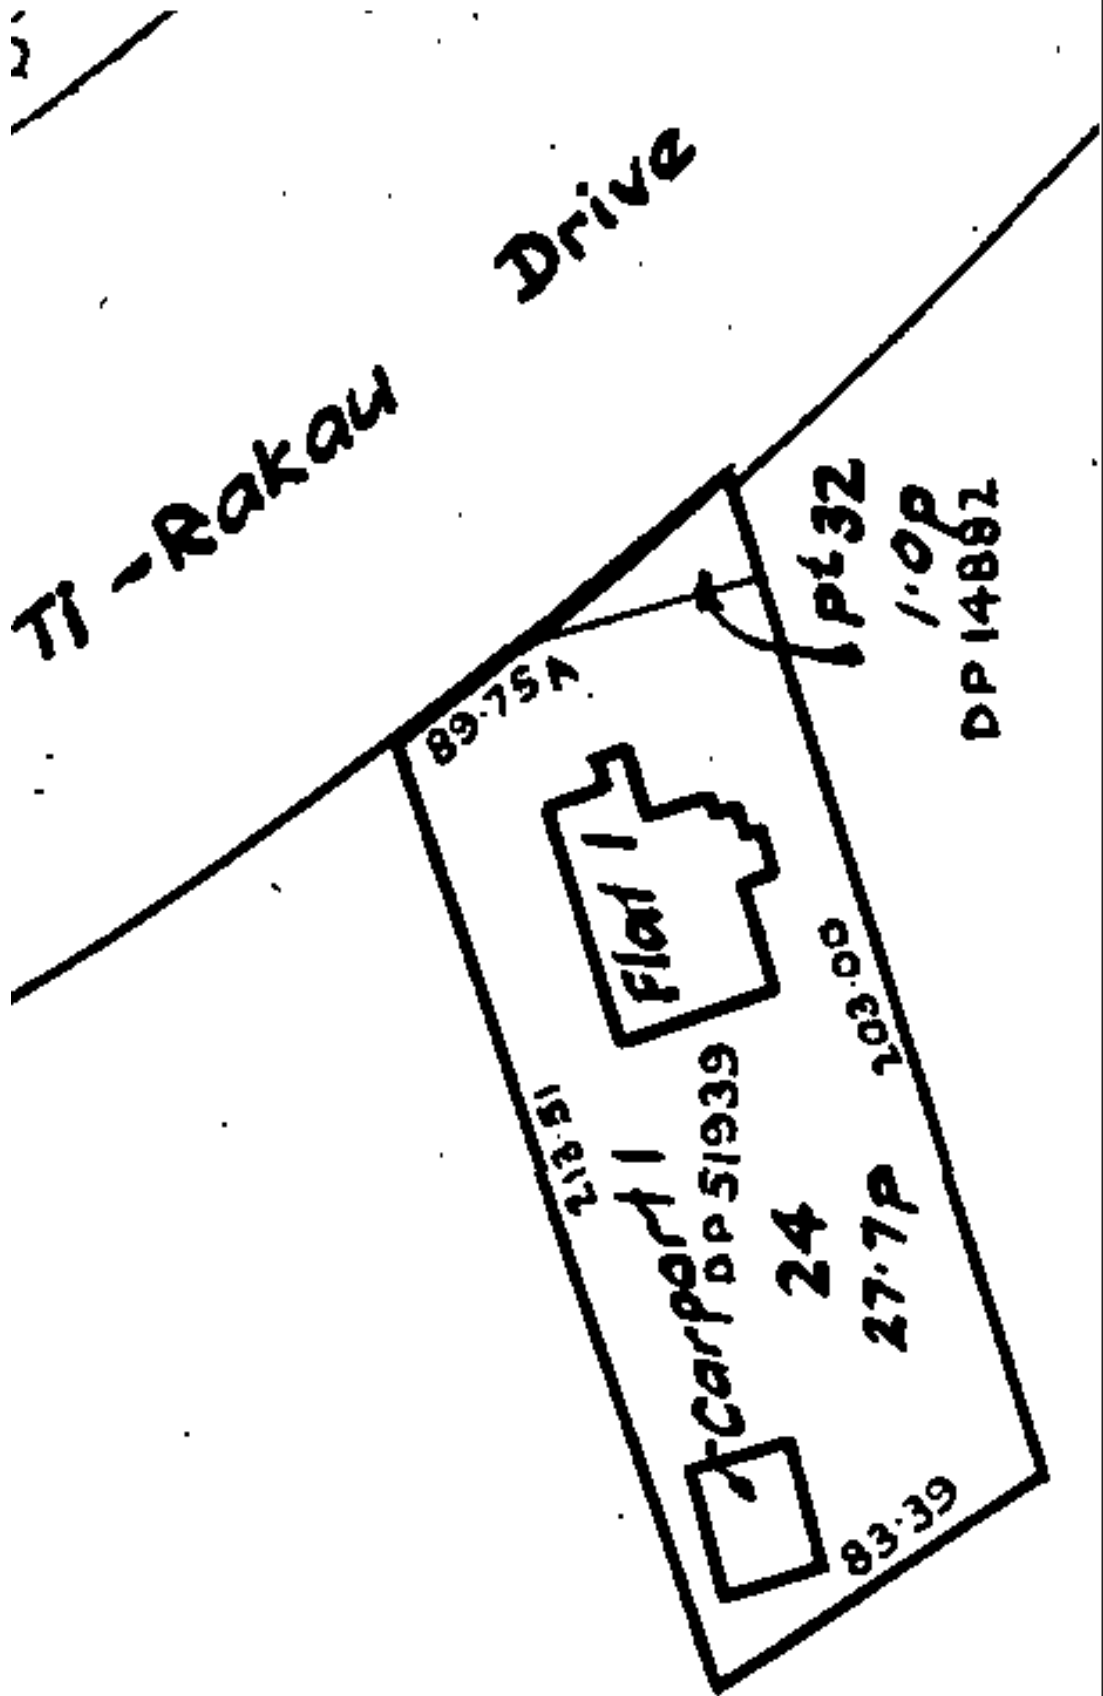 Ti-Rakau Drive
89·75A
Pt 32
1·0p
DP 14882
Flat 1
203·00
213·51
Carport 1
DP 51939
24
27·7p
83·39